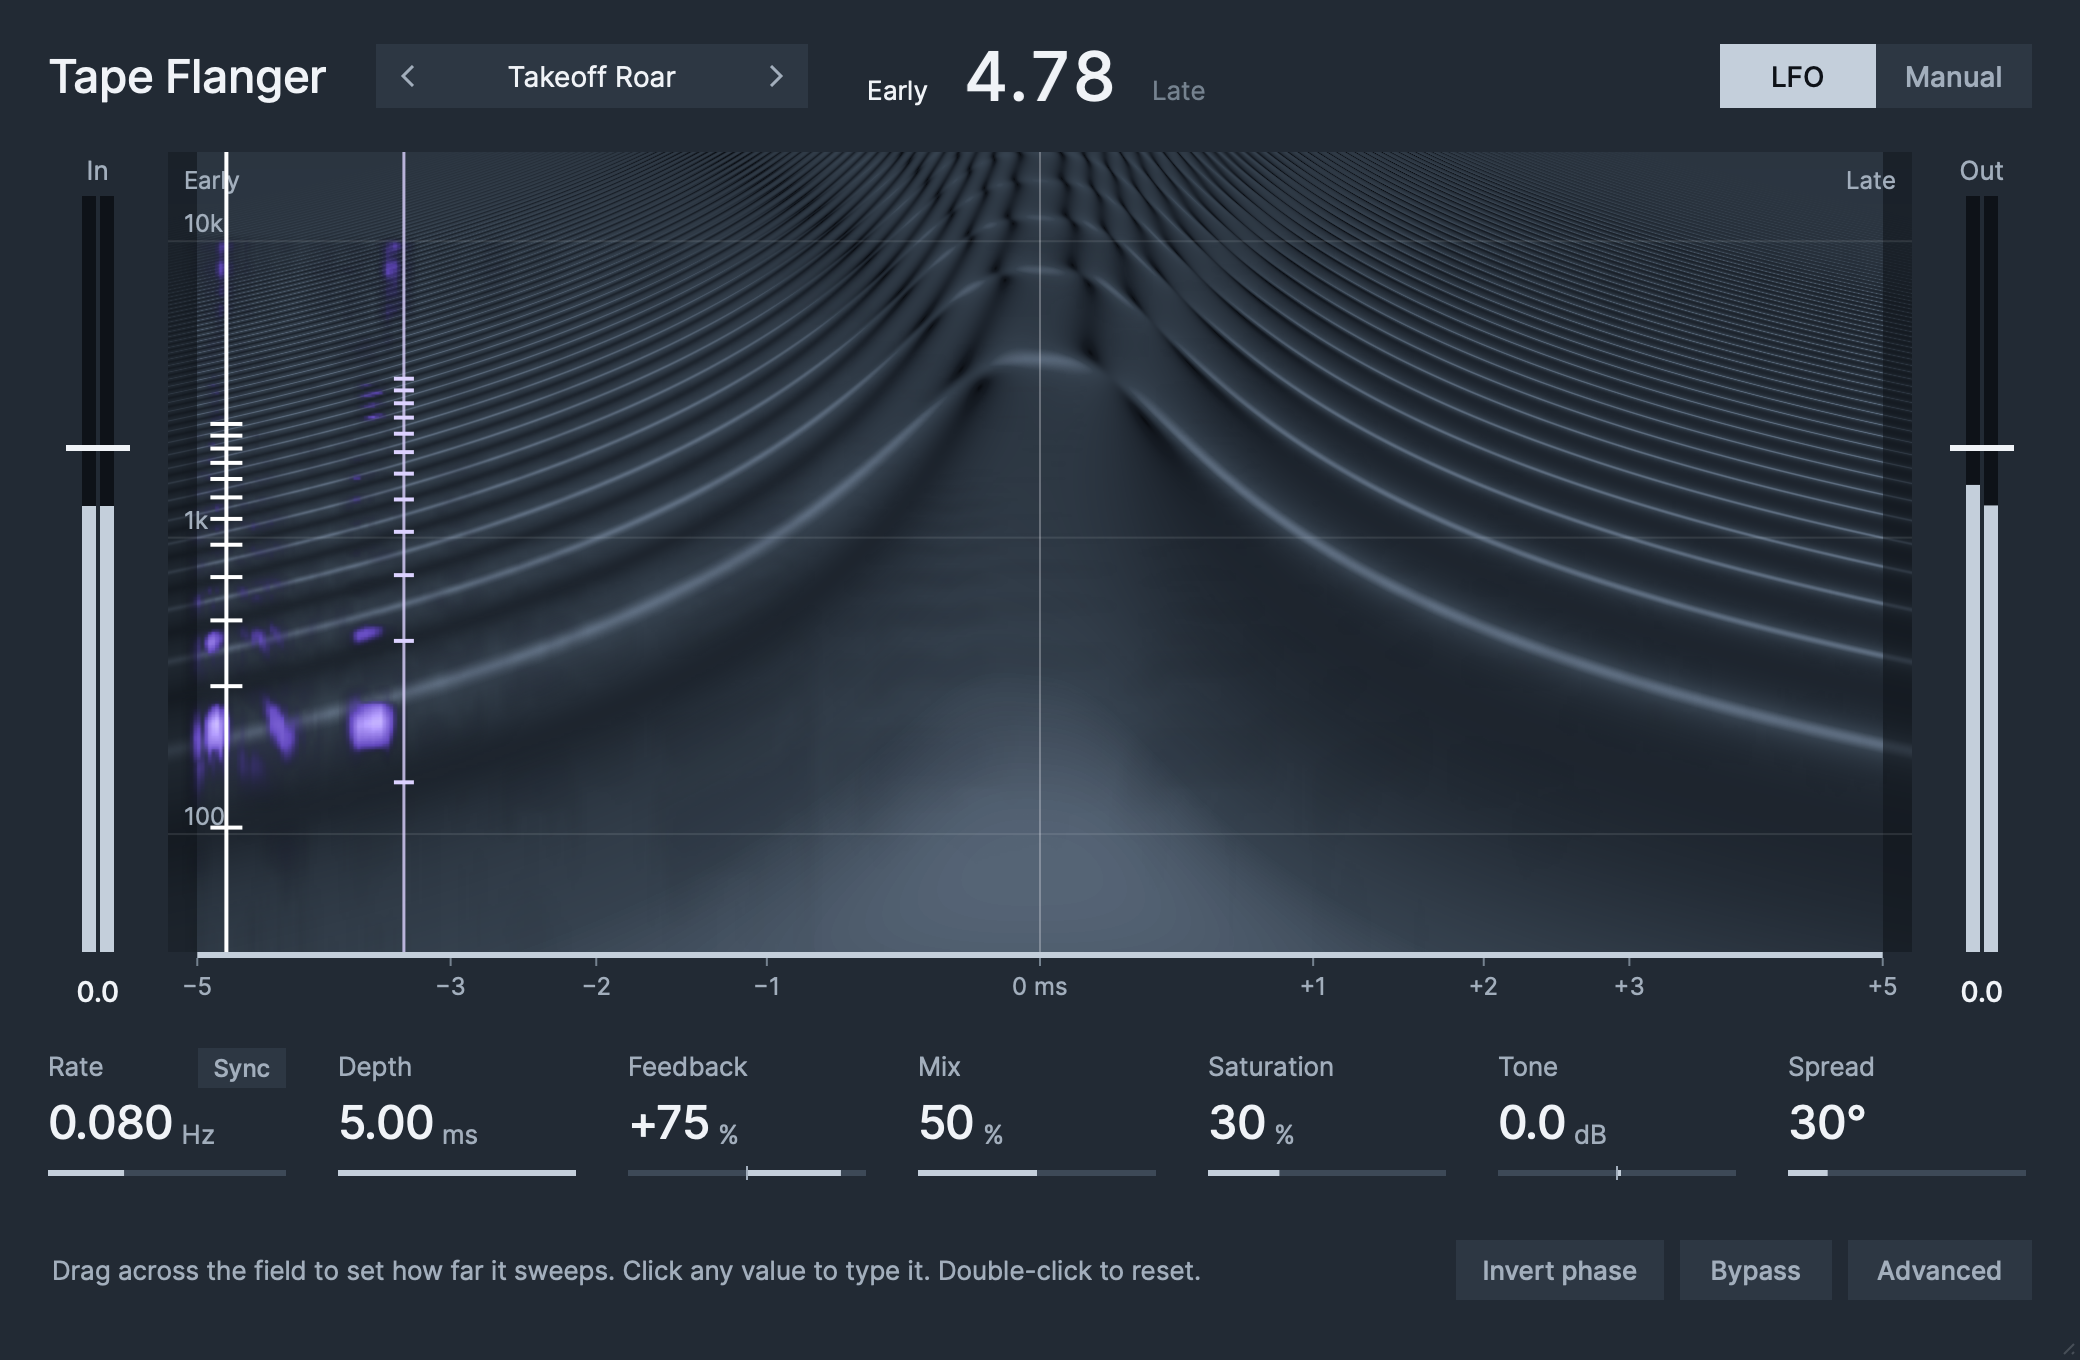 Tape Flanger
Takeoff Roar
Early 4.78 Late
LFO Manual
In
Early
Late
Out
10k
1k
100
0.0
−5 −3 −2 −1 0 ms +1 +2 +3 +5
0.0
Rate Sync Depth Feedback Mix Saturation Tone Spread
0.080 Hz 5.00 ms +75 % 50 % 30 % 0.0 dB 30°
Drag across the field to set how far it sweeps. Click any value to type it. Double-click to reset.
Invert phase Bypass Advanced